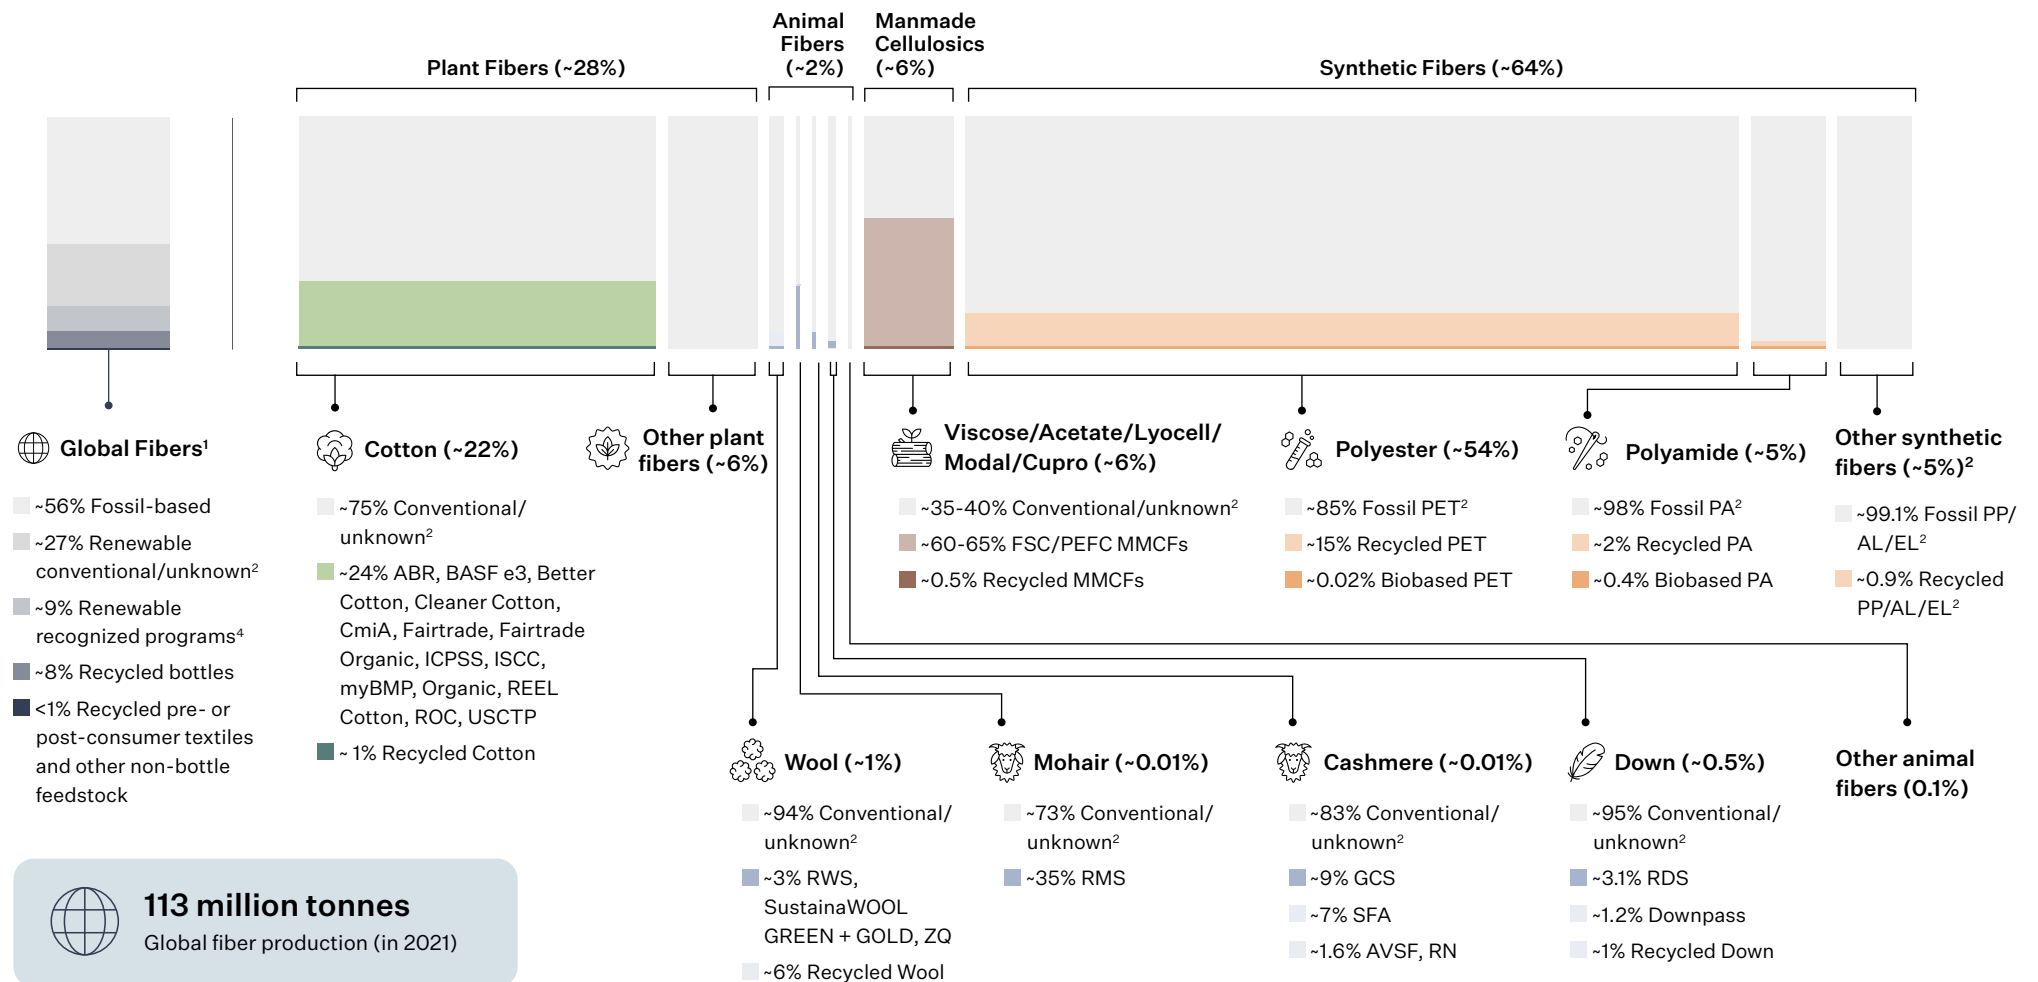 Plant Fibers (~28%)
Animal
Fibers
(~2%)
Manmade
Cellulosics
(~6%)
Synthetic Fibers (~64%)
Global Fibers¹
~56% Fossil-based
~27% Renewable
conventional/unknown²
~9% Renewable
recognized programs⁴
~8% Recycled bottles
<1% Recycled pre- or
post-consumer textiles
and other non-bottle
feedstock
Cotton (~22%)
~75% Conventional/
unknown²
~24% ABR, BASF e3, Better
Cotton, Cleaner Cotton,
CmiA, Fairtrade, Fairtrade
Organic, ICPSS, ISCC,
myBMP, Organic, REEL
Cotton, ROC, USCTP
~ 1% Recycled Cotton
Other plant
fibers (~6%)
Viscose/Acetate/Lyocell/
Modal/Cupro (~6%)
~35-40% Conventional/unknown²
~60-65% FSC/PEFC MMCFs
~0.5% Recycled MMCFs
Polyester (~54%)
~85% Fossil PET²
~15% Recycled PET
~0.02% Biobased PET
Polyamide (~5%)
~98% Fossil PA²
~2% Recycled PA
~0.4% Biobased PA
Other synthetic
fibers (~5%)²
~99.1% Fossil PP/
AL/EL²
~0.9% Recycled
PP/AL/EL²
Wool (~1%)
~94% Conventional/
unknown²
~3% RWS,
SustainaWOOL
GREEN + GOLD, ZQ
~6% Recycled Wool
Mohair (~0.01%)
~73% Conventional/
unknown²
~35% RMS
Cashmere (~0.01%)
~83% Conventional/
unknown²
~9% GCS
~7% SFA
~1.6% AVSF, RN
Down (~0.5%)
~95% Conventional/
unknown²
~3.1% RDS
~1.2% Downpass
~1% Recycled Down
Other animal
fibers (0.1%)
113 million tonnes
Global fiber production (in 2021)